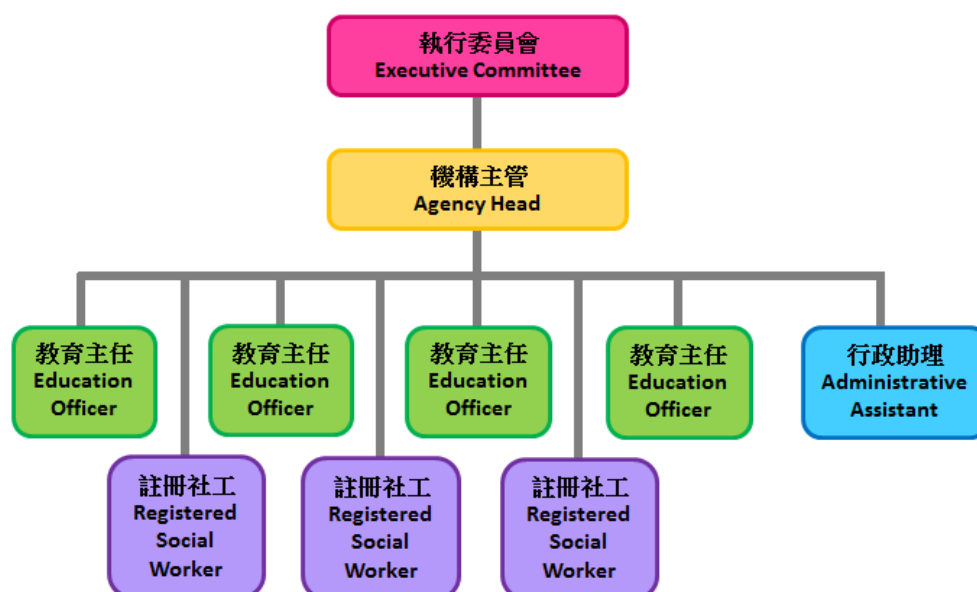 執行委員會
Executive Committee
機構主管
Agency Head
教育主任
Education
Officer
教育主任
Education
Officer
教育主任
Education
Officer
教育主任
Education
Officer
行政助理
Administrative
Assistant
註冊社工
Registered
Social
Worker
註冊社工
Registered
Social
Worker
註冊社工
Registered
Social
Worker